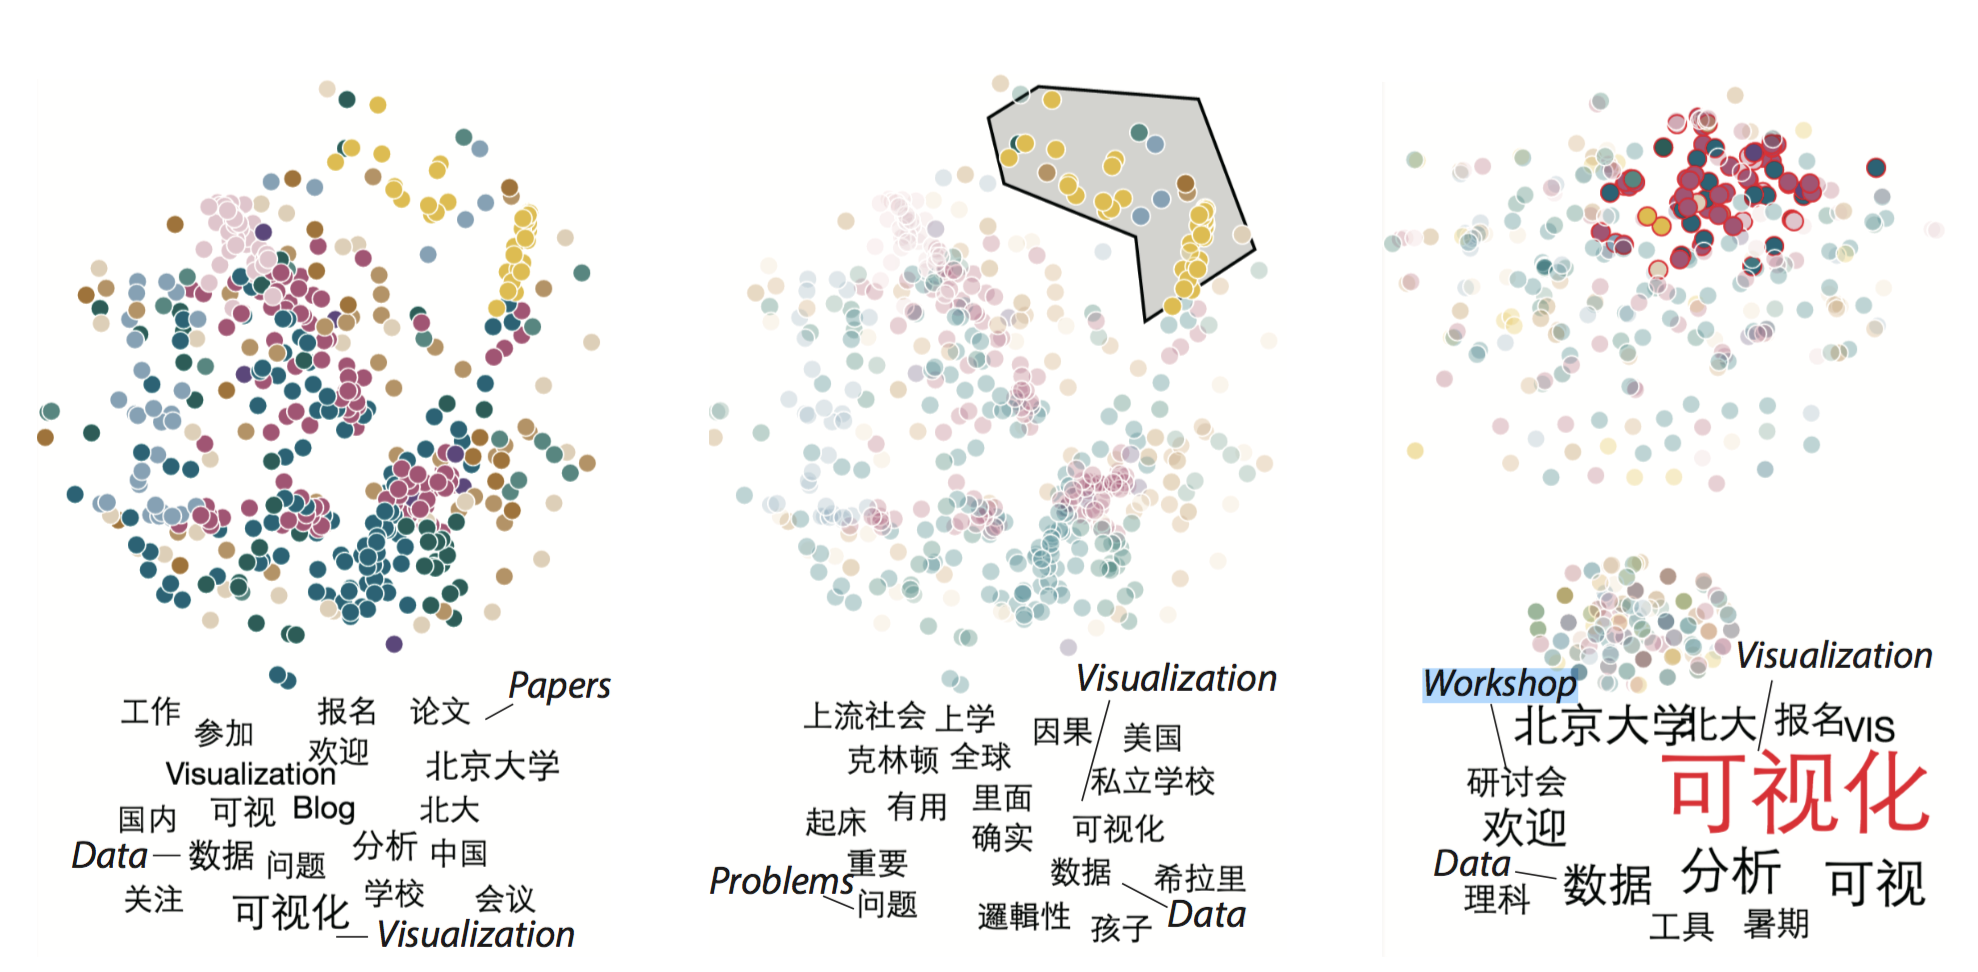 Papers
工作 参加 报名 论文
欢迎
Visualization 北京大学
国内 可视 Blog 北大
Data 数据 问题 分析 中国
关注 可视化 学校 会议
Visualization
Visualization
上流社会 上学 因果 美国
克林顿 全球
私立学校
起床 有用 里面
确实 可视化
重要
Problems 问题 数据 希拉里
Data
邏輯性 孩子
Visualization
Workshop
北京大学 北大 报名 VIS
研讨会 可视化
欢迎
Data 数据 分析 可视
理科 工具 暑期